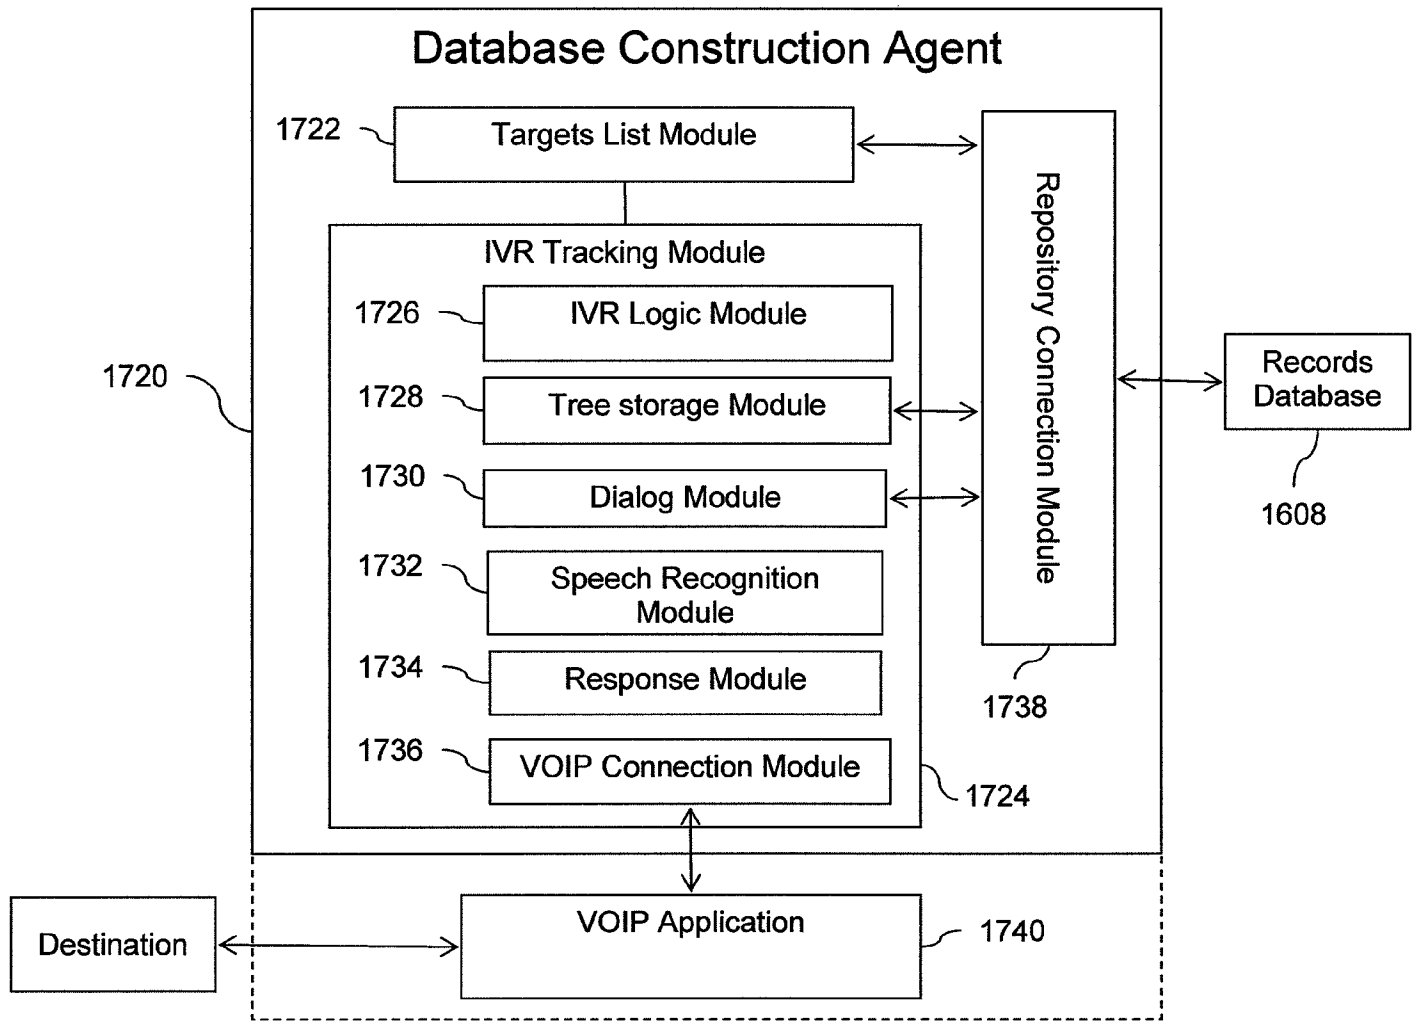 Database Construction Agent
1722
Targets List Module
IVR Tracking Module
1726
IVR Logic Module
1728
Tree storage Module
1730
Dialog Module
1732
Speech Recognition
Module
1734
Response Module
1736
VOIP Connection Module
1724
Repository Connection Module
1738
1720
Records
Database
1608
Destination
VOIP Application
1740